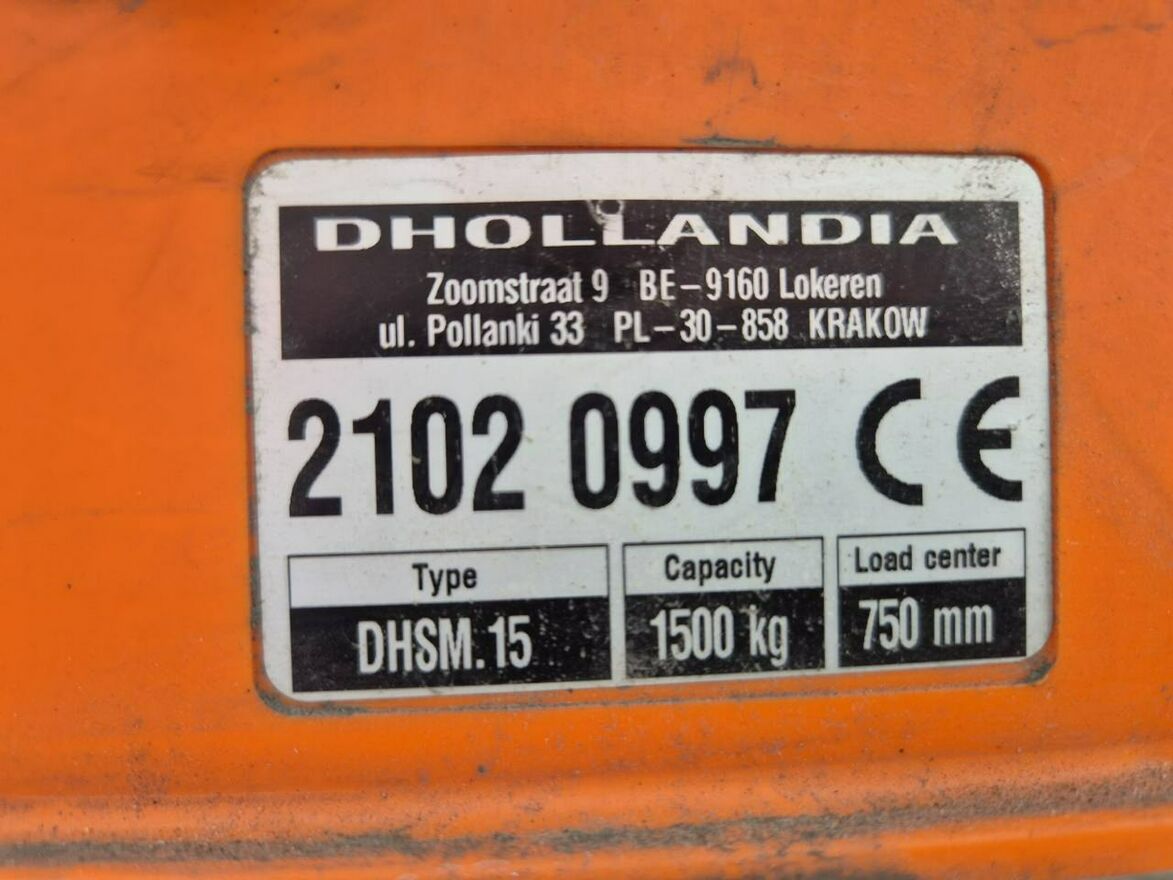 DHOLLANDIA
Zoomstraat 9 BE-9160 Lokeren
ul. Pollanki 33 PL-30-858 KRAKOW
2102 0997 CE
Type Capacity Load center
DHSM.15 1500 kg 750 mm